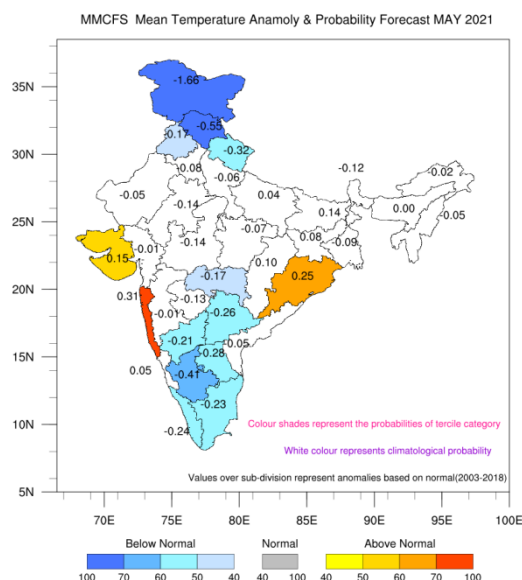 MMCFS Mean Temperature Anamoly & Probability Forecast MAY 2021
35N
-1.66
-0.55
-0.17
30N
-0.32
-0.08
-0.06
-0.12
-0.02
-0.05
0.04
-0.14
0.14
0.00
-0.05
25N
-0.07
0.08
-0.09
-0.14
-0.01
0.15
0.10
-0.17
0.25
20N
0.31
-0.13
-0.01
-0.26
-0.21
-0.05
15N
-0.28
0.05
-0.41
-0.23
-0.24
10N
Colour shades represent the probabilities of tercile category
White colour represents climatological probability
Values over sub-division represent anomalies based on normal(2003-2018)
5N
70E 75E 80E 85E 90E 95E 100E
Below Normal Normal Above Normal
100 70 60 50 40 40 100 40 50 60 70 100